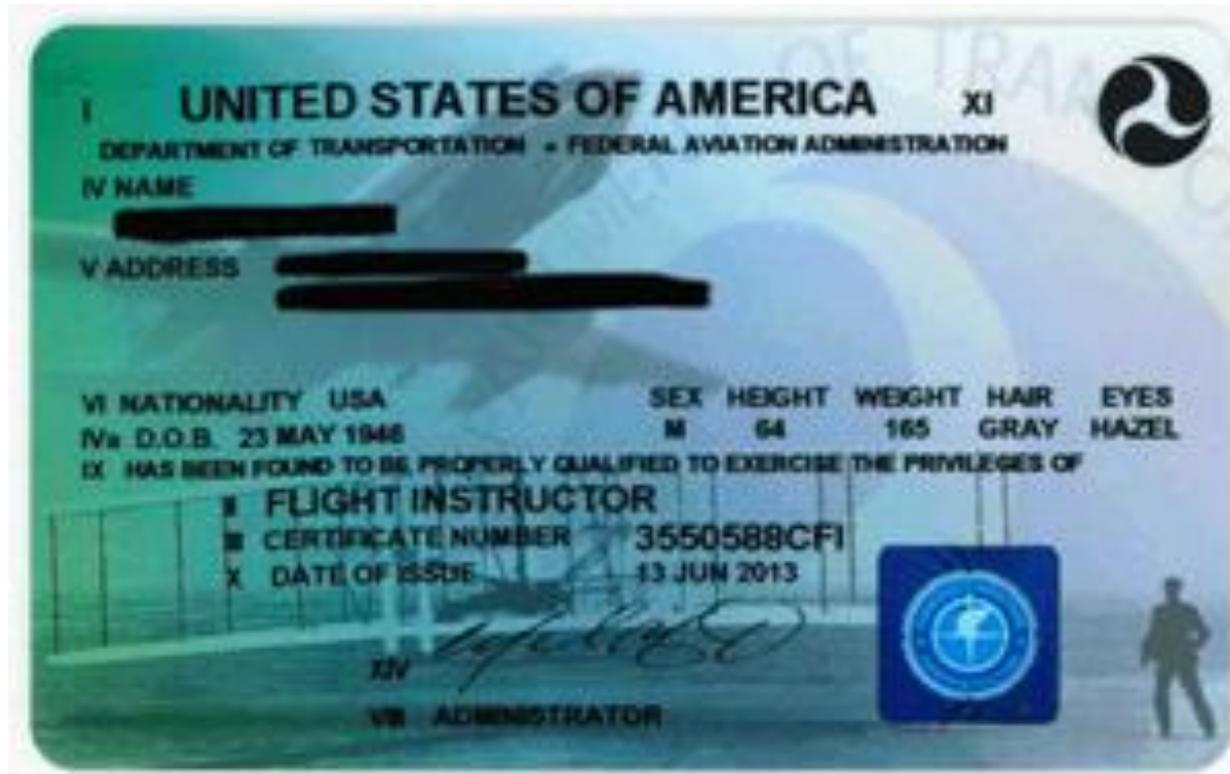 I UNITED STATES OF AMERICA XI
DEPARTMENT OF TRANSPORTATION - FEDERAL AVIATION ADMINISTRATION
IV NAME
V ADDRESS
VI NATIONALITY USA SEX HEIGHT WEIGHT HAIR EYES
IVa D.O.B. 23 MAY 1946 M 64 165 GRAY HAZEL
IX HAS BEEN FOUND TO BE PROPERLY QUALIFIED TO EXERCISE THE PRIVILEGES OF
II FLIGHT INSTRUCTOR
III CERTIFICATE NUMBER 3550588CFI
X DATE OF ISSUE 13 JUN 2013
XIV
VIII ADMINISTRATOR
OF TRAN